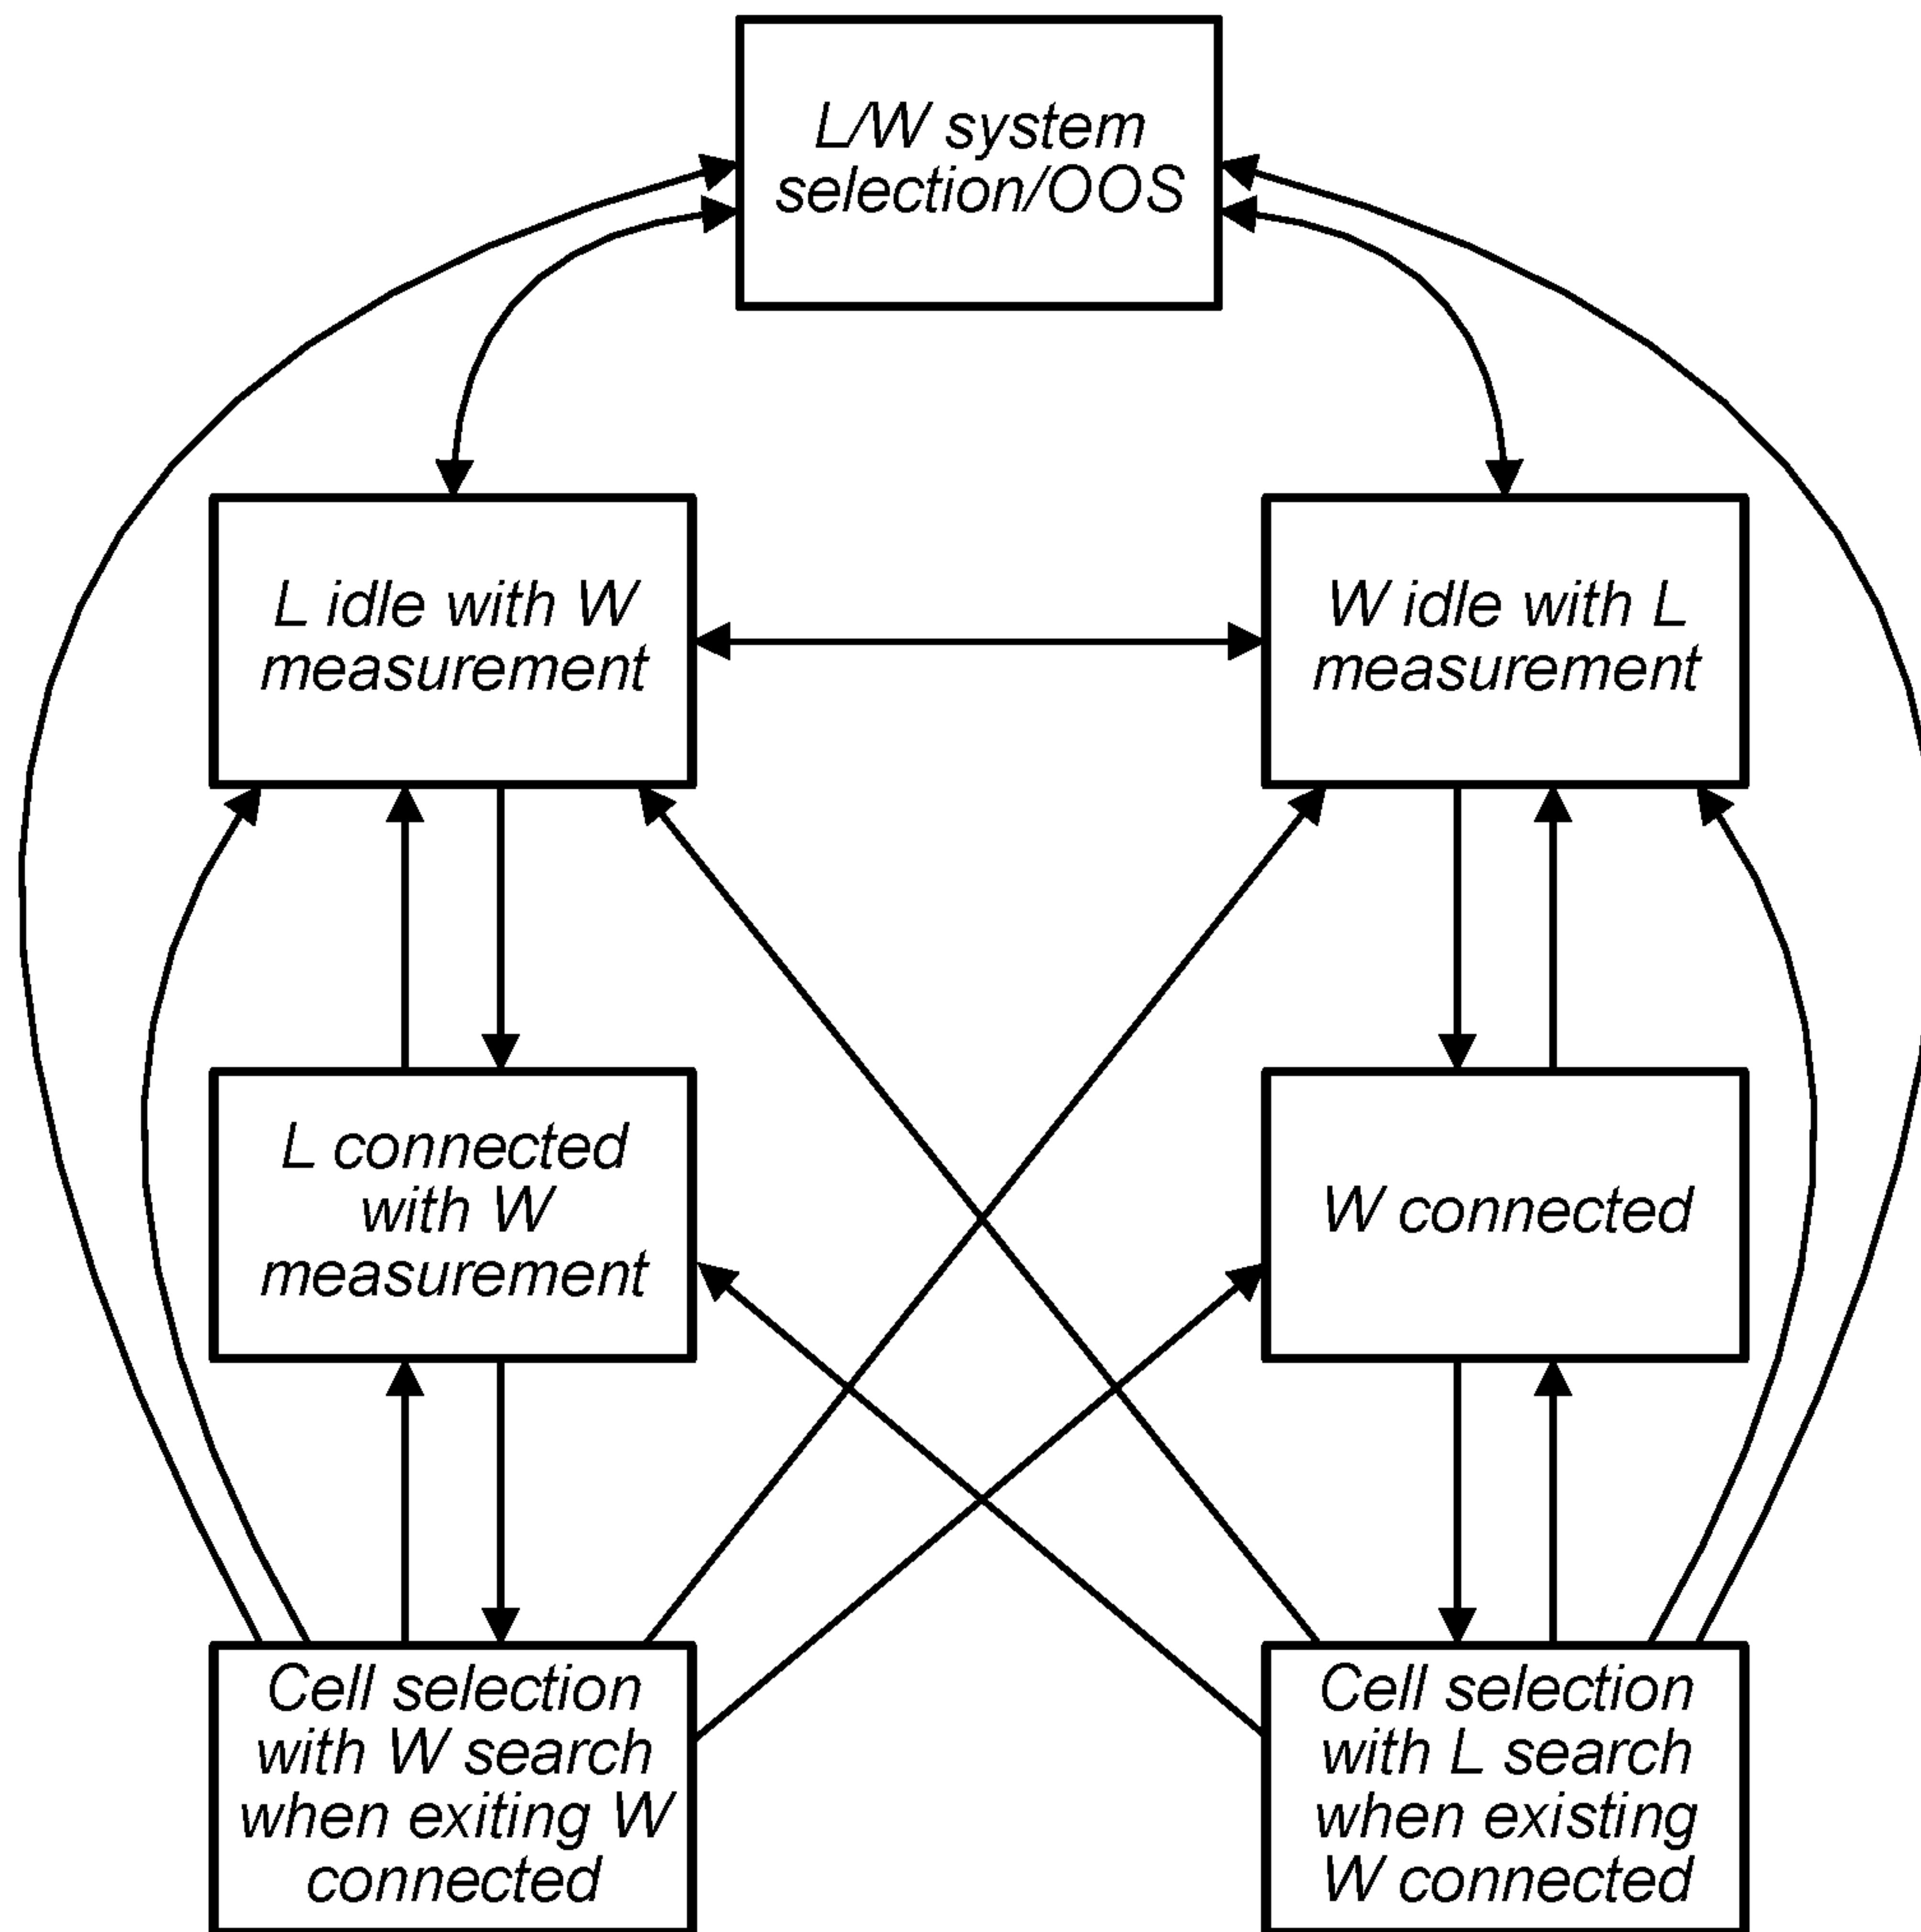 L/W system
selection/OOS
L idle with W
measurement
W idle with L
measurement
L connected
with W
measurement
W connected
Cell selection
with W search
when exiting W
connected
Cell selection
with L search
when existing
W connected